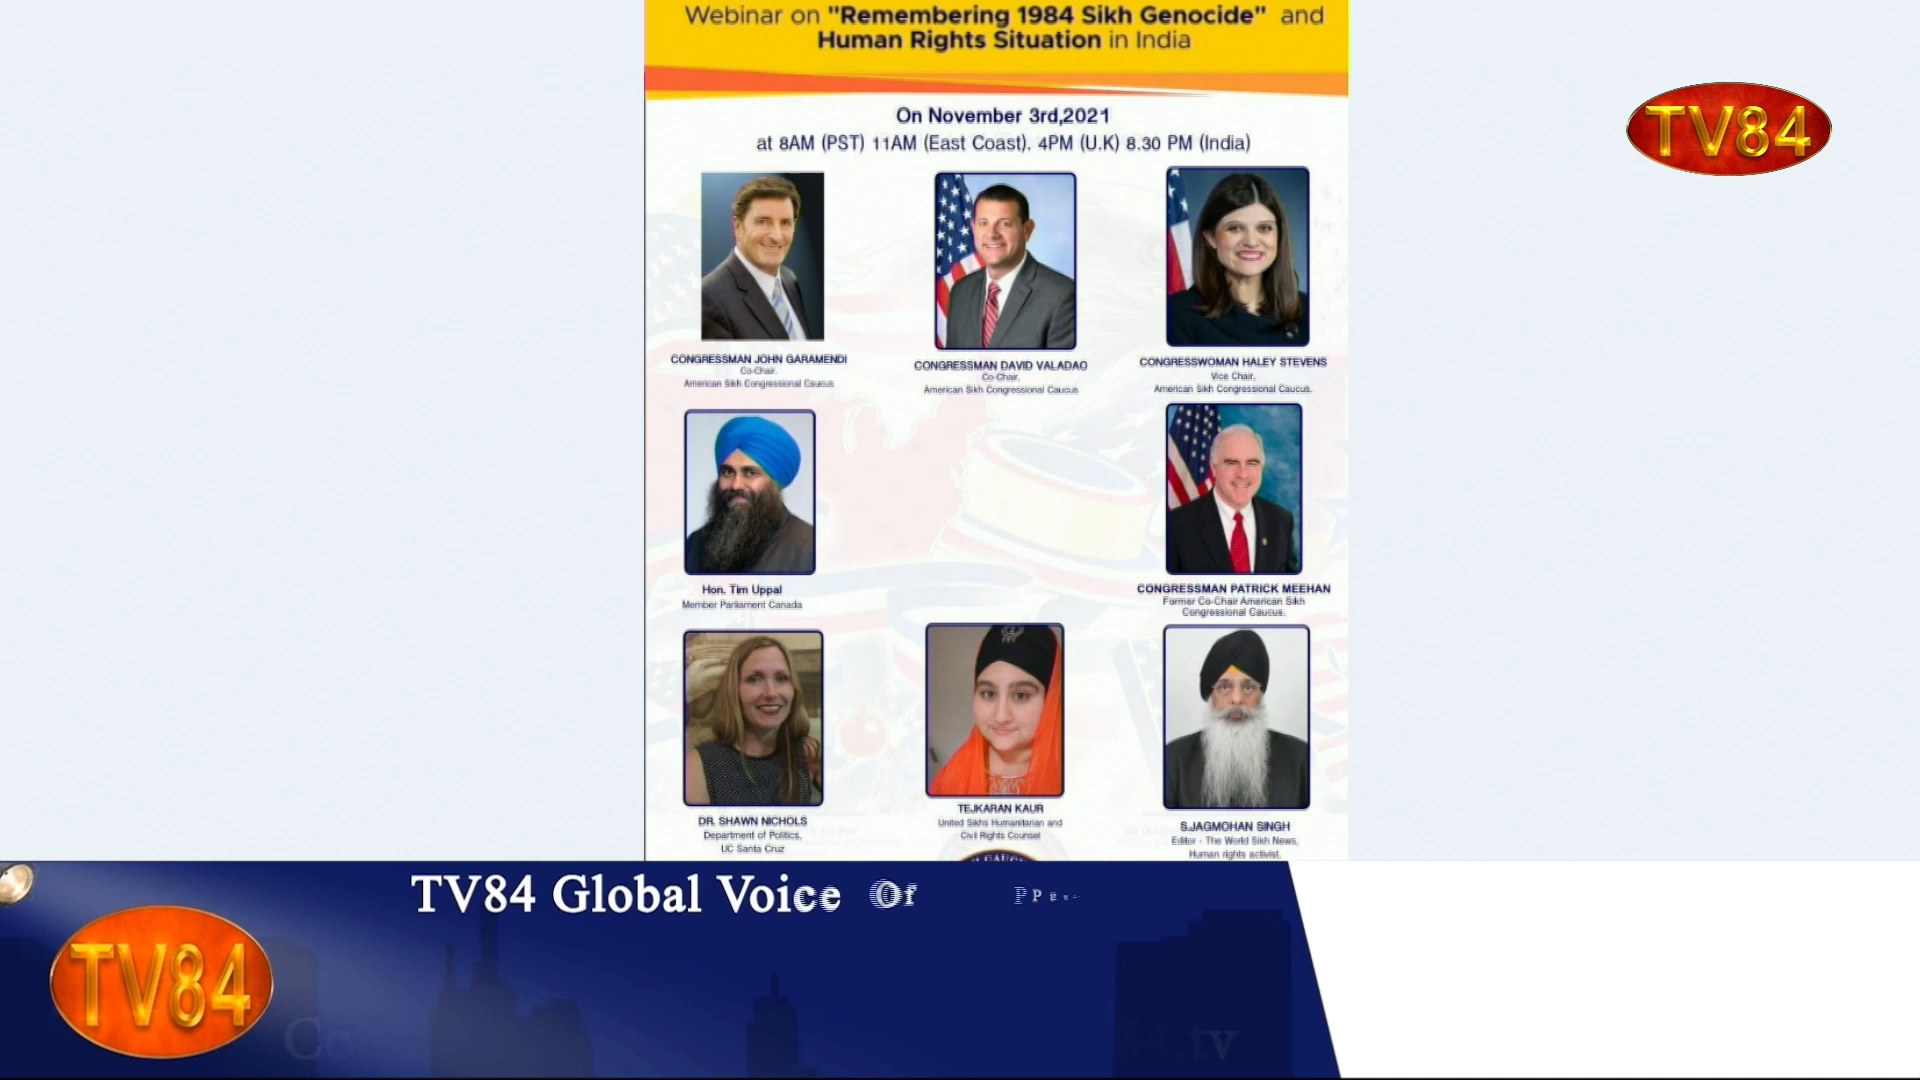 Webinar on "Remembering 1984 Sikh Genocide" and
Human Rights Situation in India
On November 3rd,2021
at 8AM (PST) 11AM (East Coast). 4PM (U.K) 8.30 PM (India)
TV84
CONGRESSMAN JOHN GARAMENDI
Co-Chair.
American Sikh Congressional Caucus
CONGRESSMAN DAVID VALADAO
Co-Chair.
American Sikh Congressional Caucus
CONGRESSWOMAN HALEY STEVENS
Vice Chair,
American Sikh Congressional Caucus.
Hon. Tim Uppal
Member Parliament Canada
CONGRESSMAN PATRICK MEEHAN
Former Co-Chair American Sikh
Congressional Caucus.
DR. SHAWN NICHOLS
Department of Politics,
UC Santa Cruz
TEJKARAN KAUR
United Sikhs Humanitarian and
Civil Rights Counsel
S.JAGMOHAN SINGH
Editor - The World Sikh News,
Human rights activist.
TV84 Global Voice Of
TV84